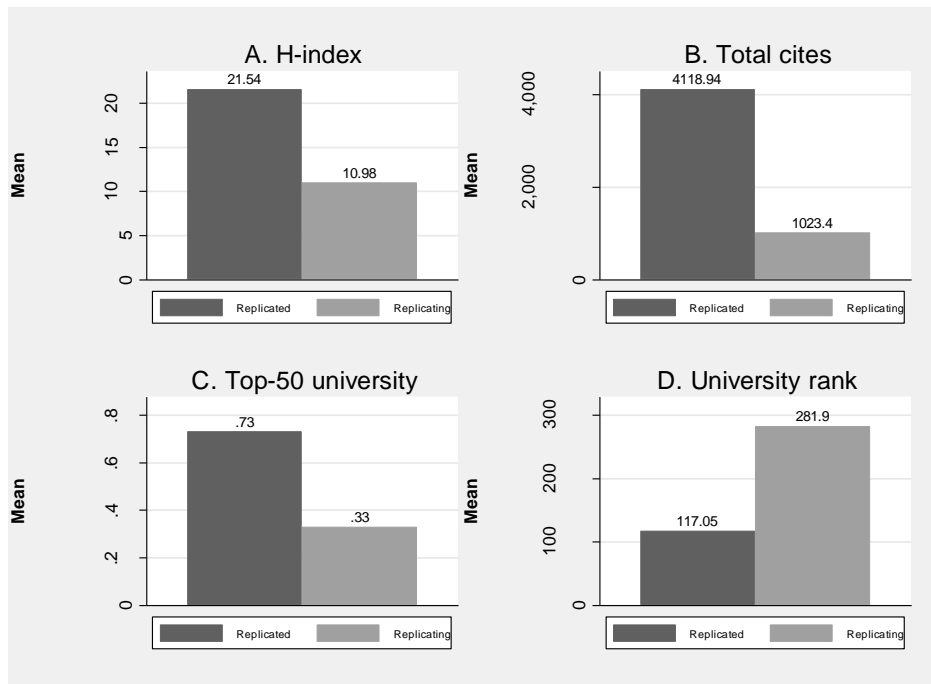 A. H-index
Mean
20
15
10
5
0
21.54
10.98
Replicated Replicating
B. Total cites
Mean
4,000
2,000
0
4118.94
1023.4
Replicated Replicating
C. Top-50 university
Mean
.8
.6
.4
.2
0
.73
.33
Replicated Replicating
D. University rank
Mean
300
200
100
0
117.05
281.9
Replicated Replicating